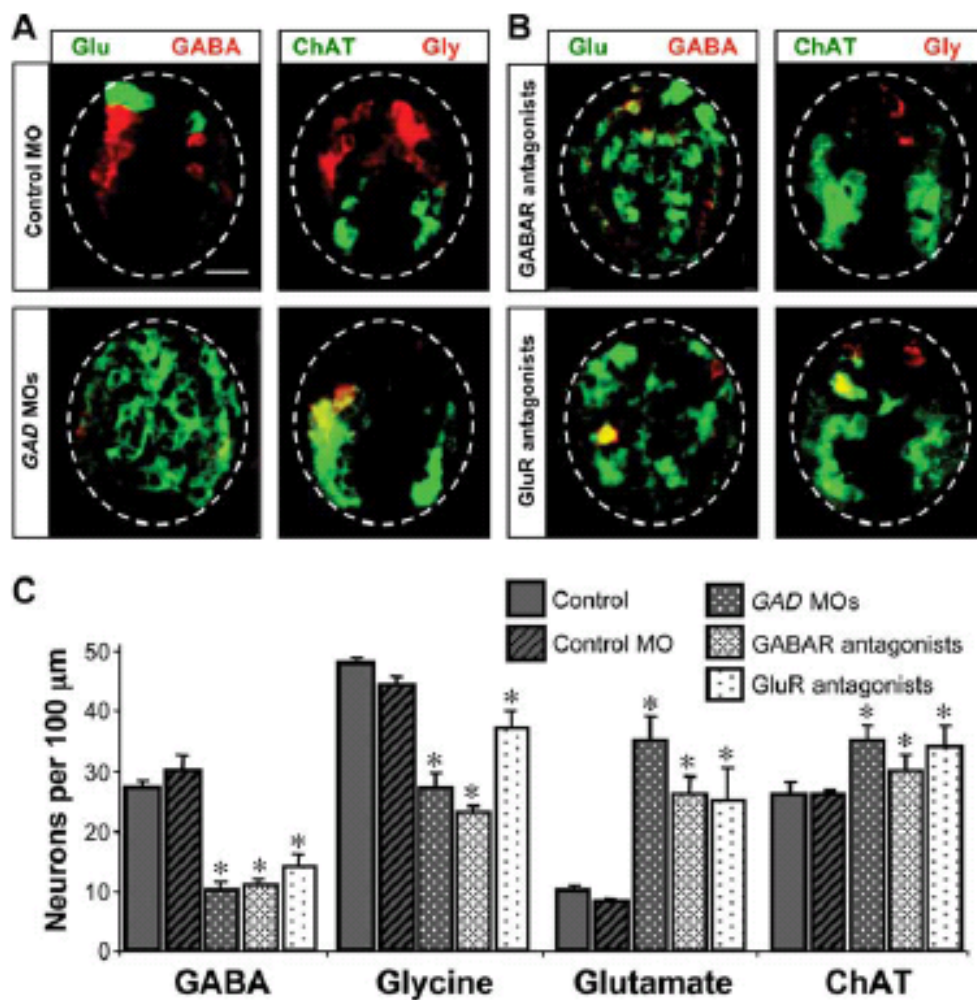 A
Glu GABA
ChAT Gly
B
Glu GABA
ChAT Gly
Control MO
GABAR antagonists
GAD MOs
GluR antagonists
C
Control
Control MO
GAD MOs
GABAR antagonists
GluR antagonists
Neurons per 100 μm
50
40
30
20
10
0
* * *
* * *
* * *
* * *
GABA Glycine Glutamate ChAT